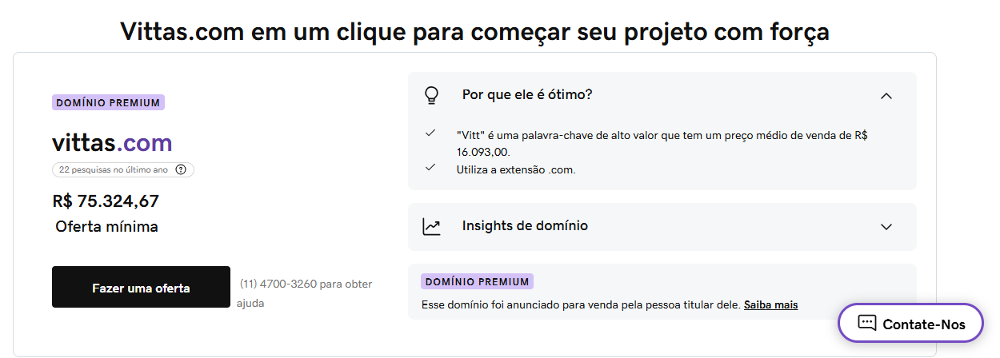 Vittas.com em um clique para começar seu projeto com força
DOMÍNIO PREMIUM
vittas.com
22 pesquisas no último ano ?
R$ 75.324,67
Oferta mínima
Fazer uma oferta
(11) 4700-3260 para obter
ajuda
Por que ele é ótimo?
"Vitt" é uma palavra-chave de alto valor que tem um preço médio de venda de R$
16.093,00.
Utiliza a extensão .com.
Insights de domínio
DOMÍNIO PREMIUM
Esse domínio foi anunciado para venda pela pessoa titular dele. Saiba mais
Contate-Nos